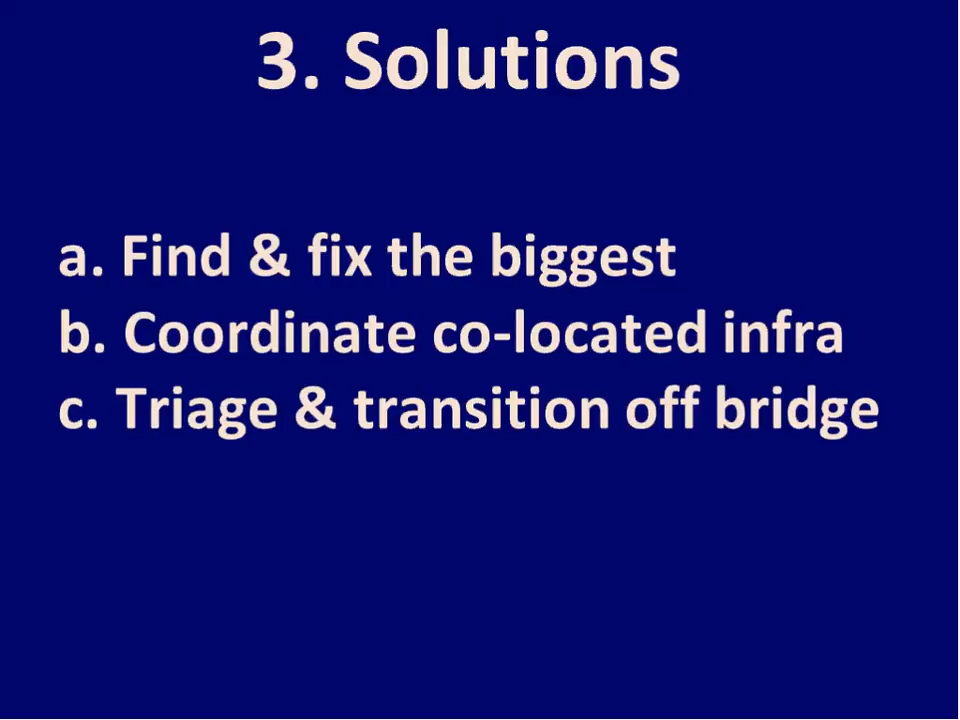 3. Solutions
a. Find & fix the biggest
b. Coordinate co-located infra
c. Triage & transition off bridge